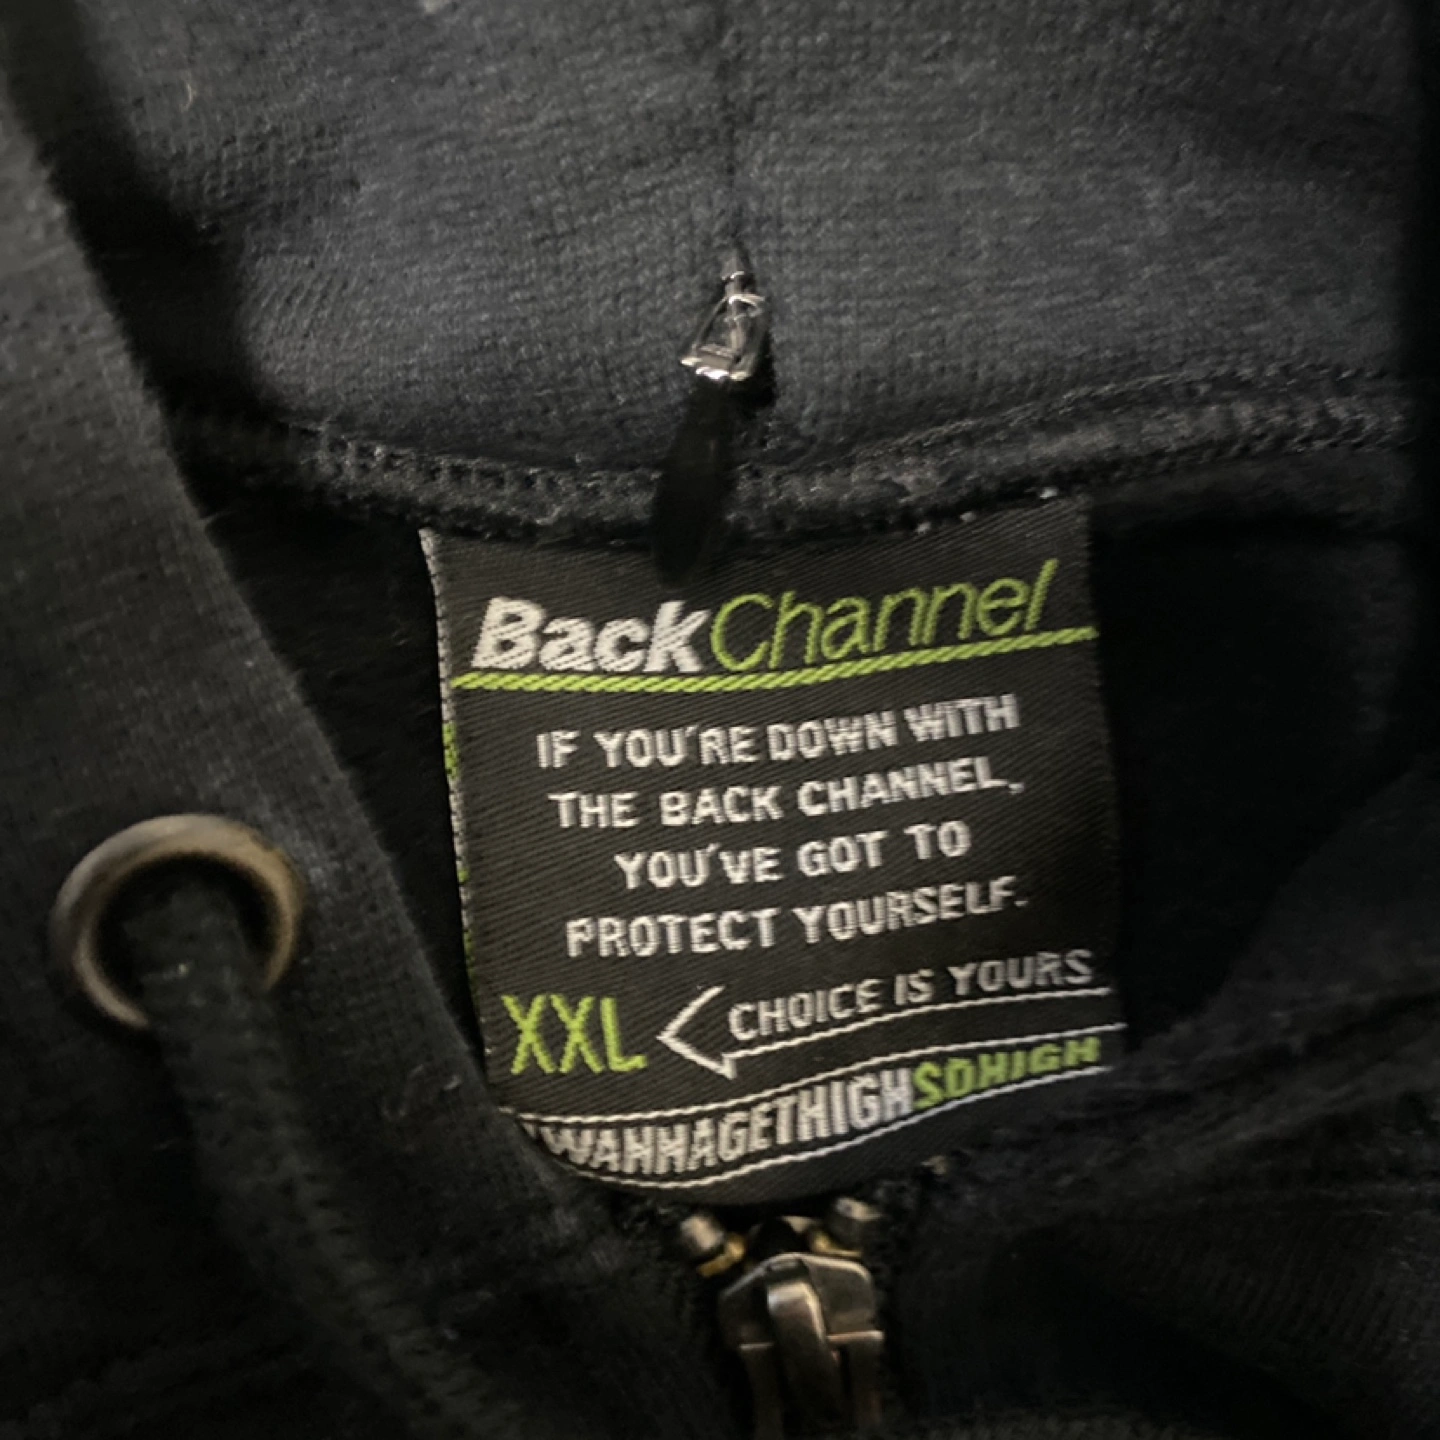 BackChannel
IF YOU'RE DOWN WITH
THE BACK CHANNEL,
YOU'VE GOT TO
PROTECT YOURSELF.
XXL CHOICE IS YOURS
WANNAGETHIGHSOHIGH